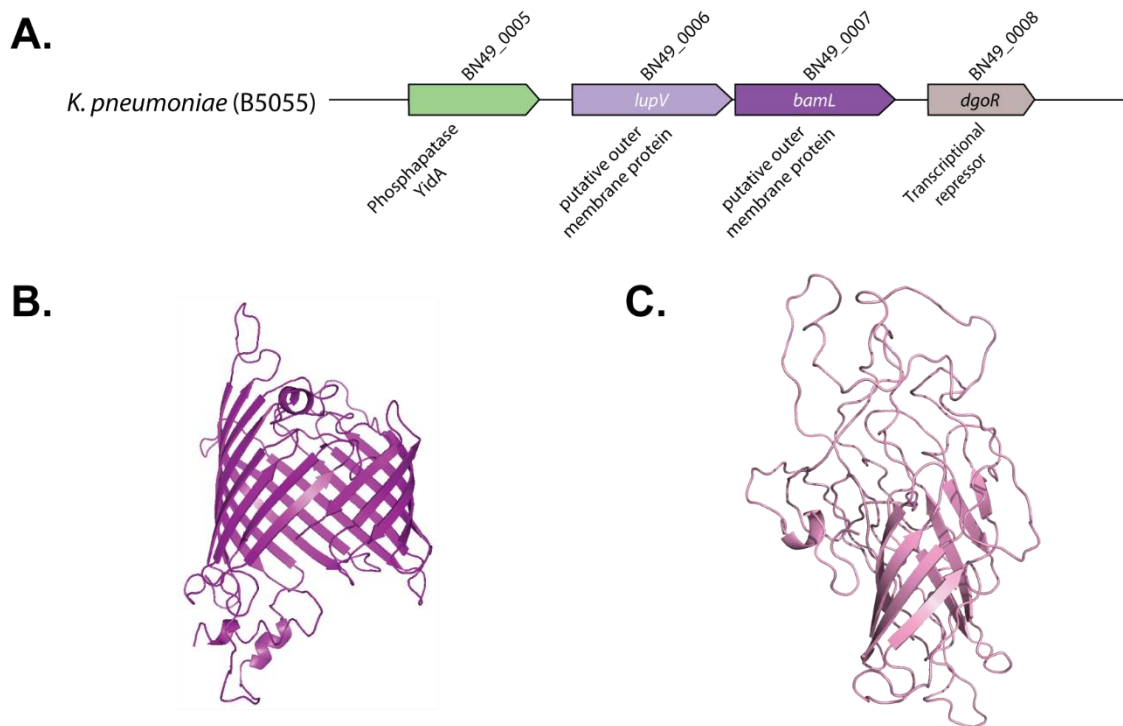 A.
BN49_0005
BN49_0006
BN49_0007
BN49_0008
K. pneumoniae (B5055)
lupV
bamL
dgoR
Phosphapatase
YidA
putative outer
membrane protein
putative outer
membrane protein
Transcriptional
repressor
B.
C.